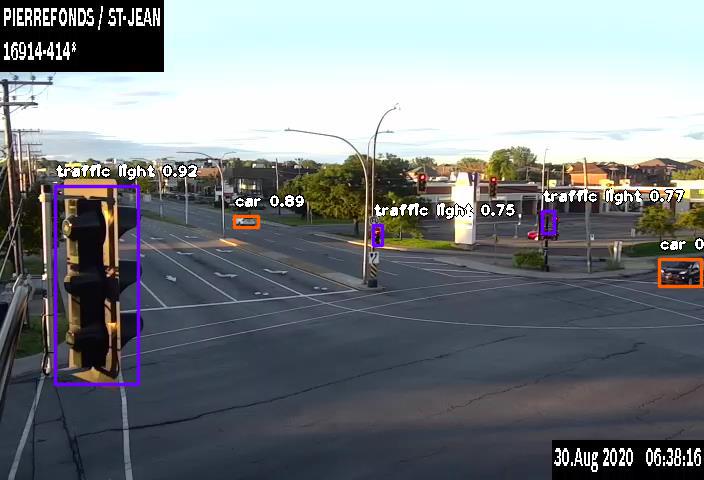 PIERREFONDS / ST-JEAN
16914-414*
traffic light 0.92
car 0.89
traffic light 0.75
traffic light 0.77
car 0
30.Aug 2020 06:38:16